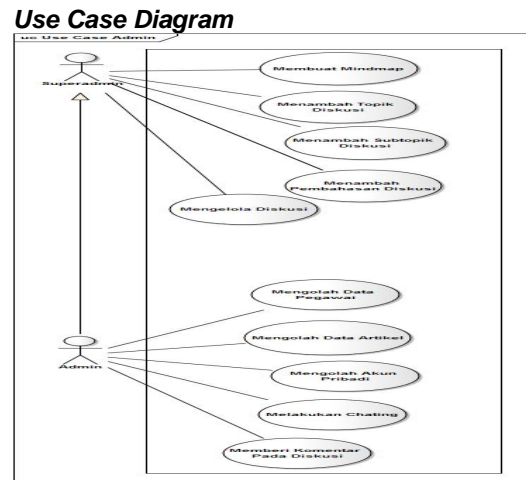 Use Case Diagram
uc Use Case Admin
Superadmin
Membuat Mindmap
Menambah Topik
Diskusi
Menambah Subtopik
Diskusi
Menambah
Pembahasan Diskusi
Mengelola Diskusi
Mengolah Data
Pegawai
Mengolah Data Artikel
Admin
Mengolah Akun
Pribadi
Melakukan Chating
Memberi Komentar
Pada Diskusi